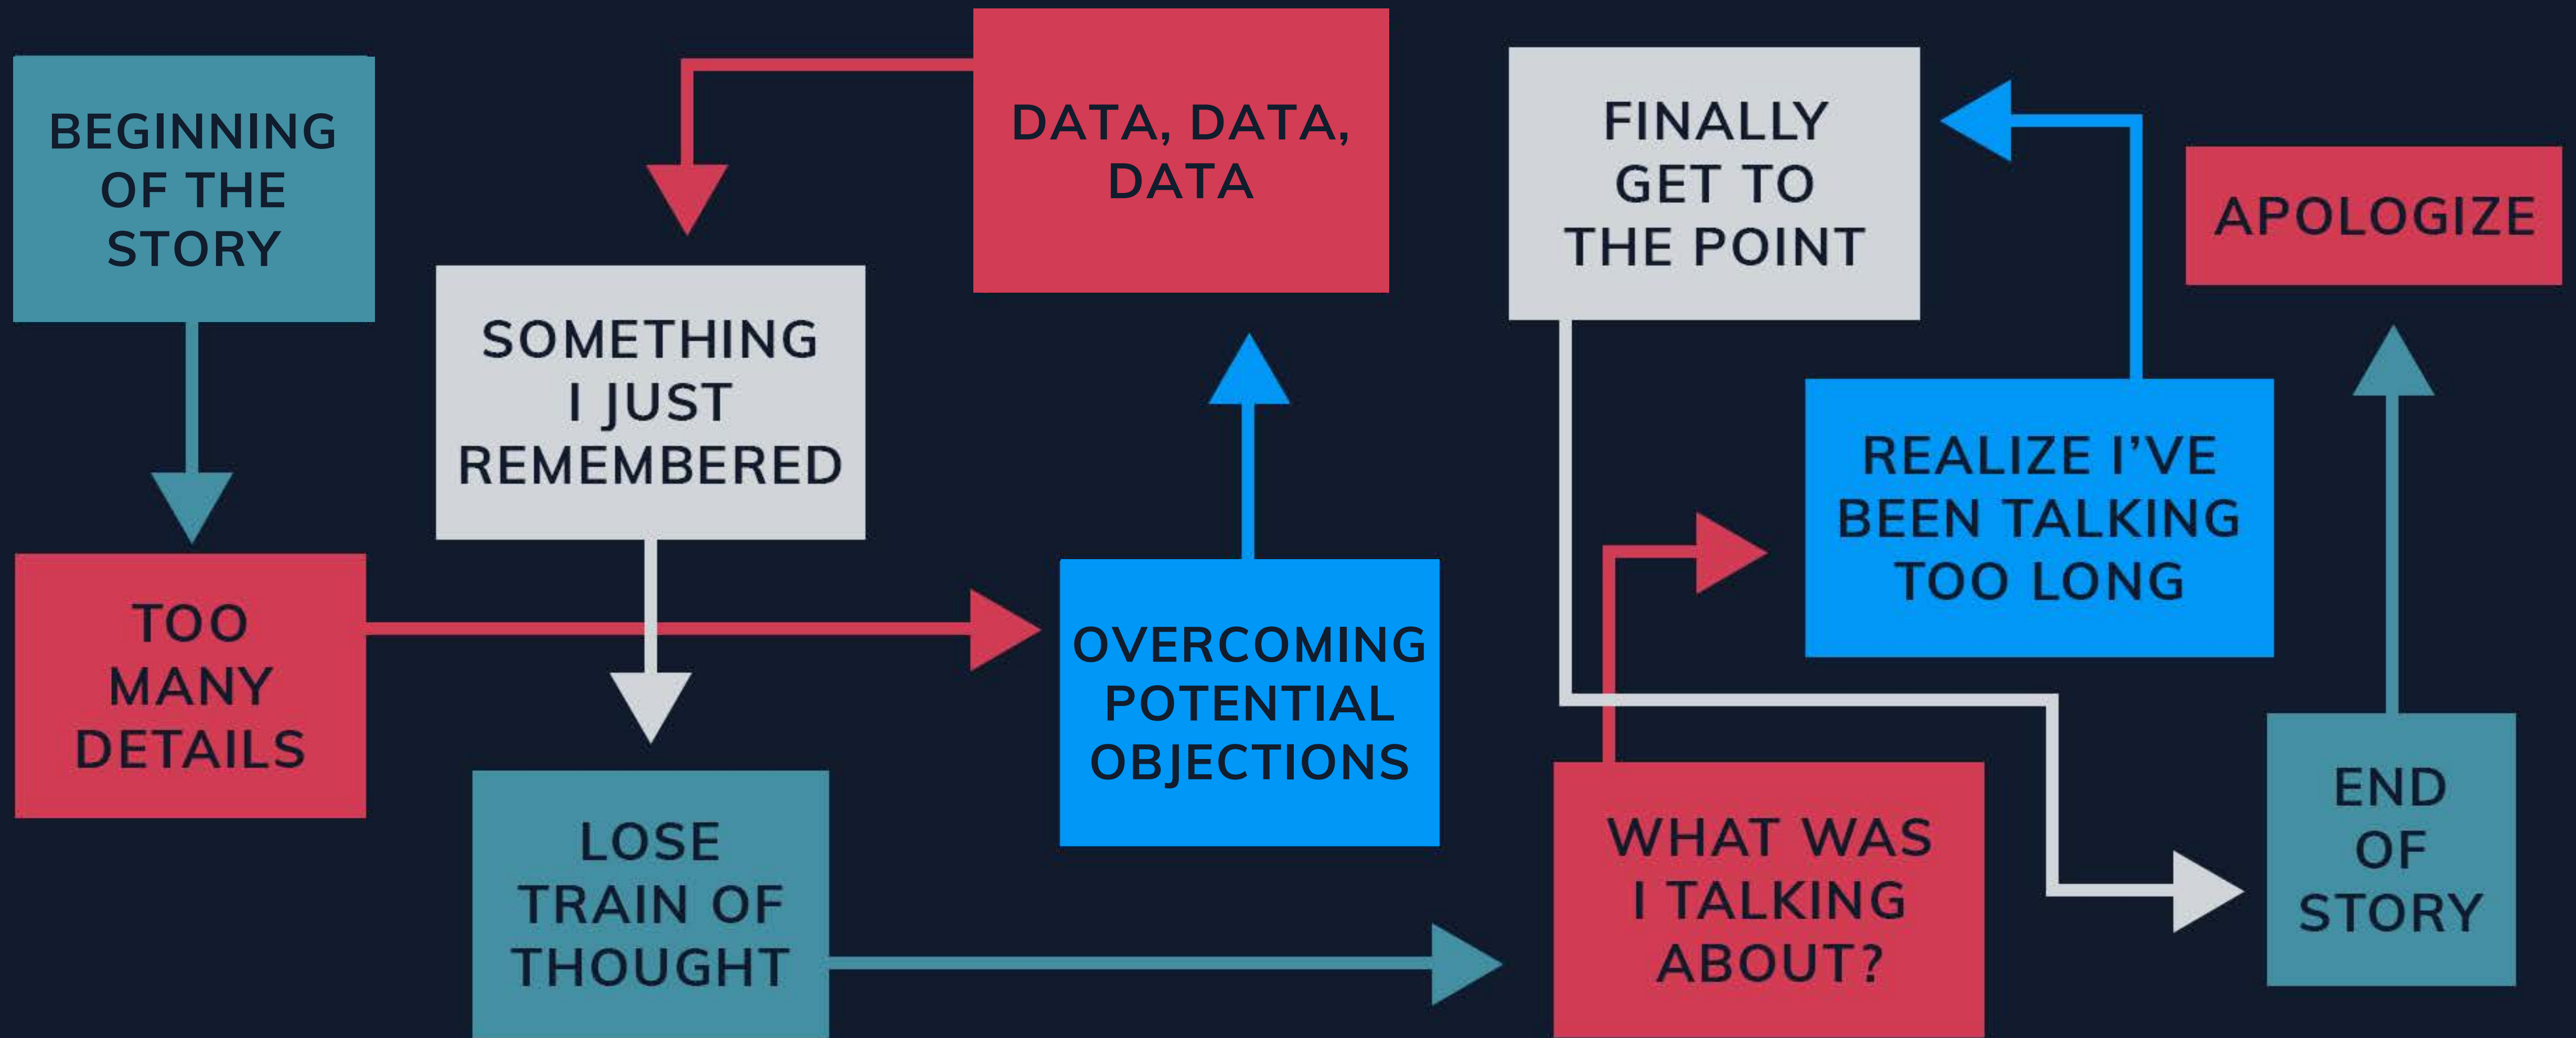 BEGINNING
OF THE
STORY
TOO
MANY
DETAILS
OVERCOMING
POTENTIAL
OBJECTIONS
DATA, DATA,
DATA
SOMETHING
I JUST
REMEMBERED
LOSE
TRAIN OF
THOUGHT
WHAT WAS
I TALKING
ABOUT?
REALIZE I’VE
BEEN TALKING
TOO LONG
FINALLY
GET TO
THE POINT
END
OF
STORY
APOLOGIZE